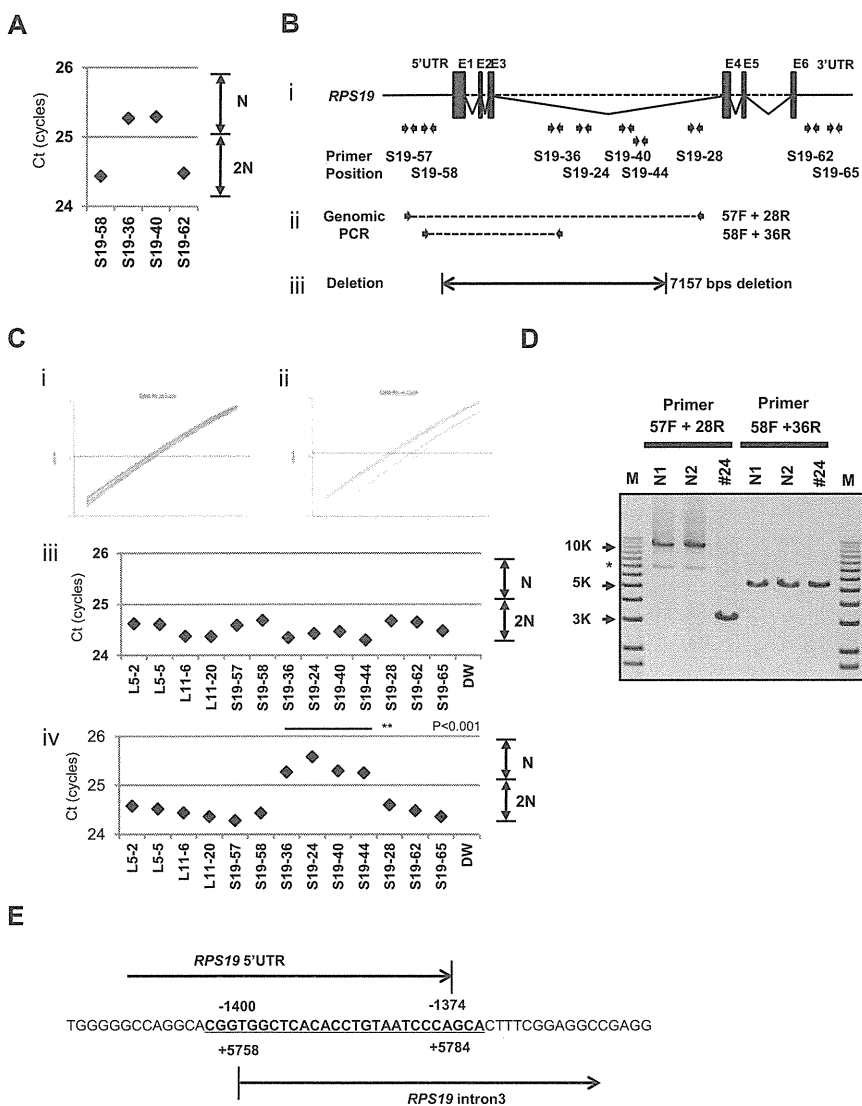 A
26
25
24
Ct (cycles)
N
2N
S19-58
S19-36
S19-40
S19-62
B
i
5'UTR
E1
E2
E3
E4
E5
E6
3'UTR
RPS19
Primer Position
S19-57
S19-58
S19-36
S19-24
S19-40
S19-44
S19-28
S19-62
S19-65
ii
Genomic PCR
57F + 28R
58F + 36R
iii
Deletion
7157 bps deletion
C
i
ii
iii
26
25
24
Ct (cycles)
N
2N
L5-2
L5-5
L11-6
L11-20
S19-57
S19-58
S19-36
S19-24
S19-40
S19-44
S19-28
S19-62
S19-65
DW
iv
**
P<0.001
26
25
24
Ct (cycles)
N
2N
L5-2
L5-5
L11-6
L11-20
S19-57
S19-58
S19-36
S19-24
S19-40
S19-44
S19-28
S19-62
S19-65
DW
D
Primer
57F + 28R
Primer
58F +36R
M
N1
N2
#24
N1
N2
#24
M
10K
*
5K
3K
E
RPS19 5'UTR
-1400
-1374
TGGGGGCCAGGCACGGTGGCTCACACCTGTAATCCCAGCACTTTCGGAGGCCGAGG
+5758
+5784
RPS19 intron3